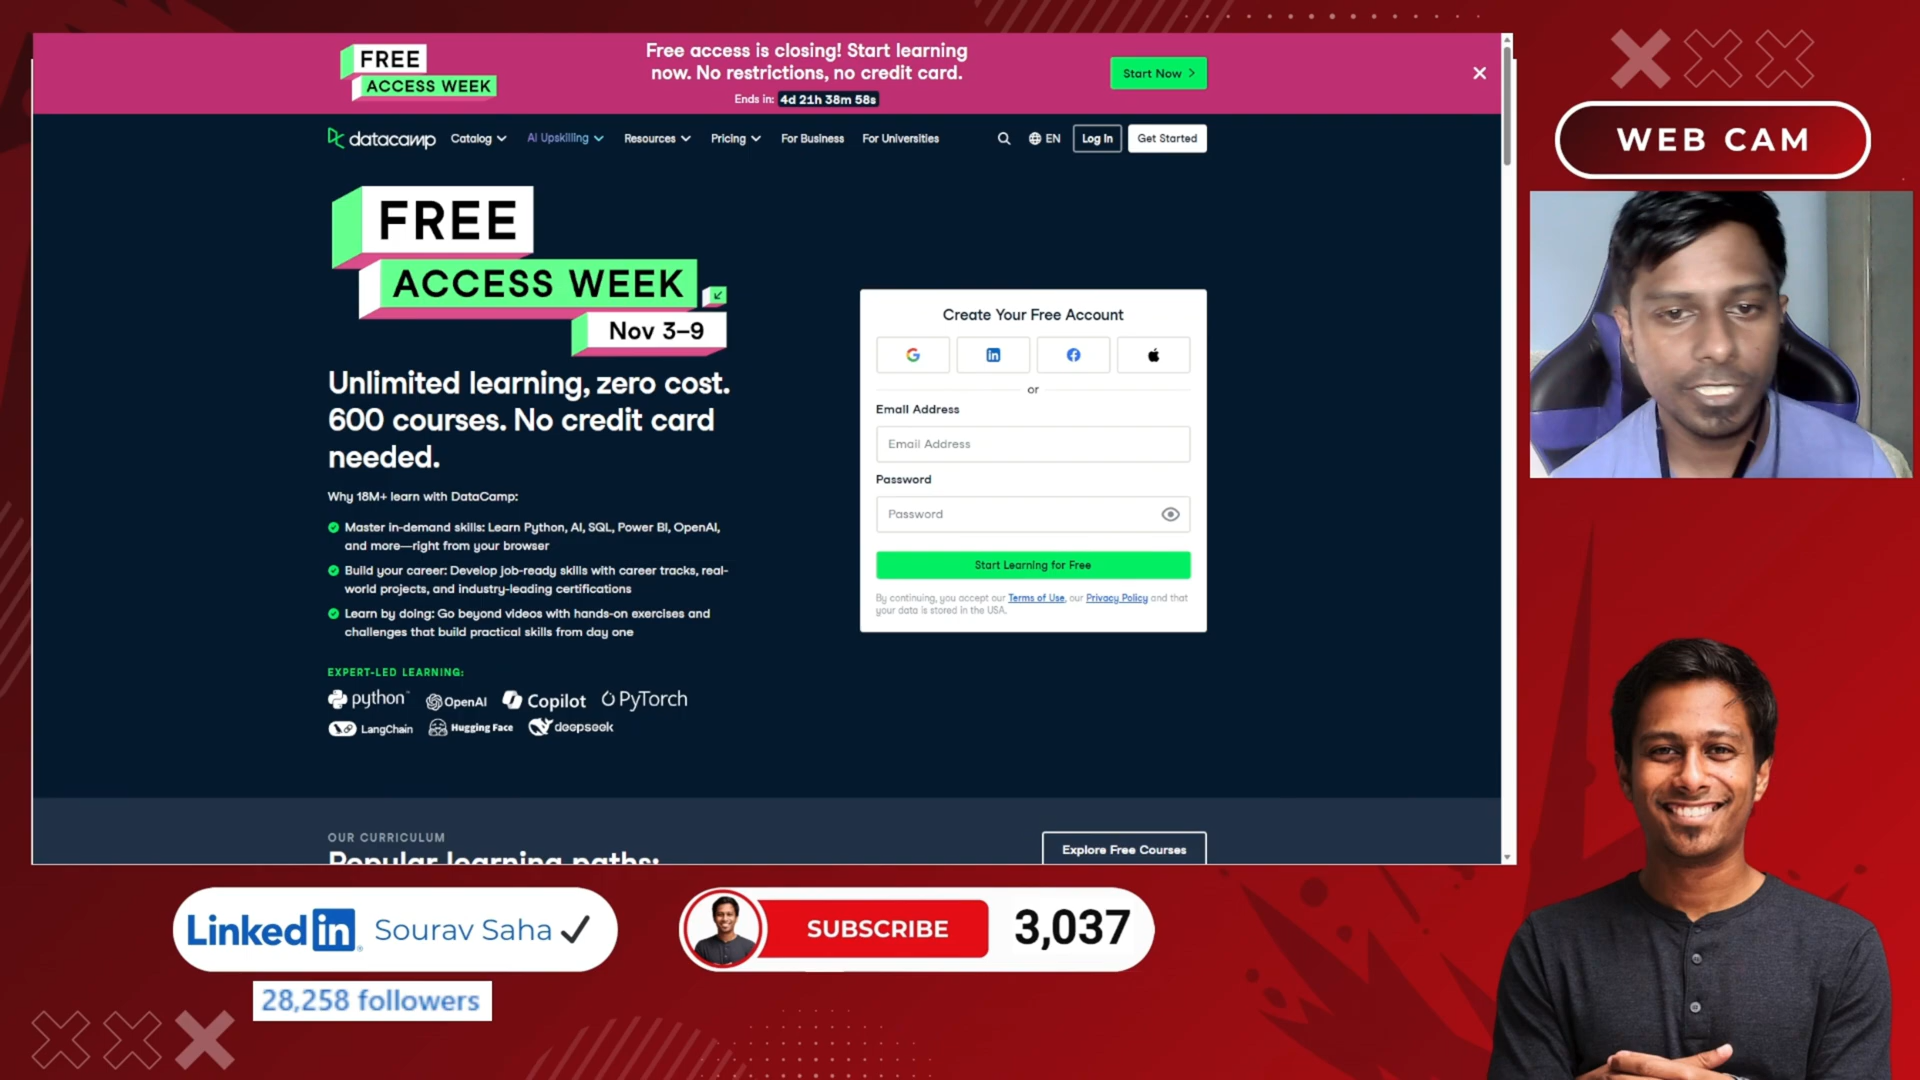 FREE
ACCESS WEEK
Free access is closing! Start learning
now. No restrictions, no credit card.
Ends in: 4d 21h 38m 58s
Start Now
datacamp
Catalog
AI Upskilling
Resources
Pricing
For Business
For Universities
EN
Log In
Get Started
FREE
ACCESS WEEK
Nov 3–9
Unlimited learning, zero cost.
600 courses. No credit card
needed.
Why 18M+ learn with DataCamp:
Master in-demand skills: Learn Python, AI, SQL, Power BI, OpenAI,
and more—right from your browser
Build your career: Develop job-ready skills with career tracks, real-
world projects, and industry-leading certifications
Learn by doing: Go beyond videos with hands-on exercises and
challenges that build practical skills from day one
EXPERT-LED LEARNING:
python™
OpenAI
Copilot
PyTorch
LangChain
Hugging Face
deepseek
Create Your Free Account
or
Email Address
Email Address
Password
Password
Start Learning for Free
By continuing, you accept our Terms of Use, our Privacy Policy and that
your data is stored in the USA.
OUR CURRICULUM
Popular learning paths:
Explore Free Courses
WEB CAM
Linked in Sourav Saha
28,258 followers
SUBSCRIBE
3,037